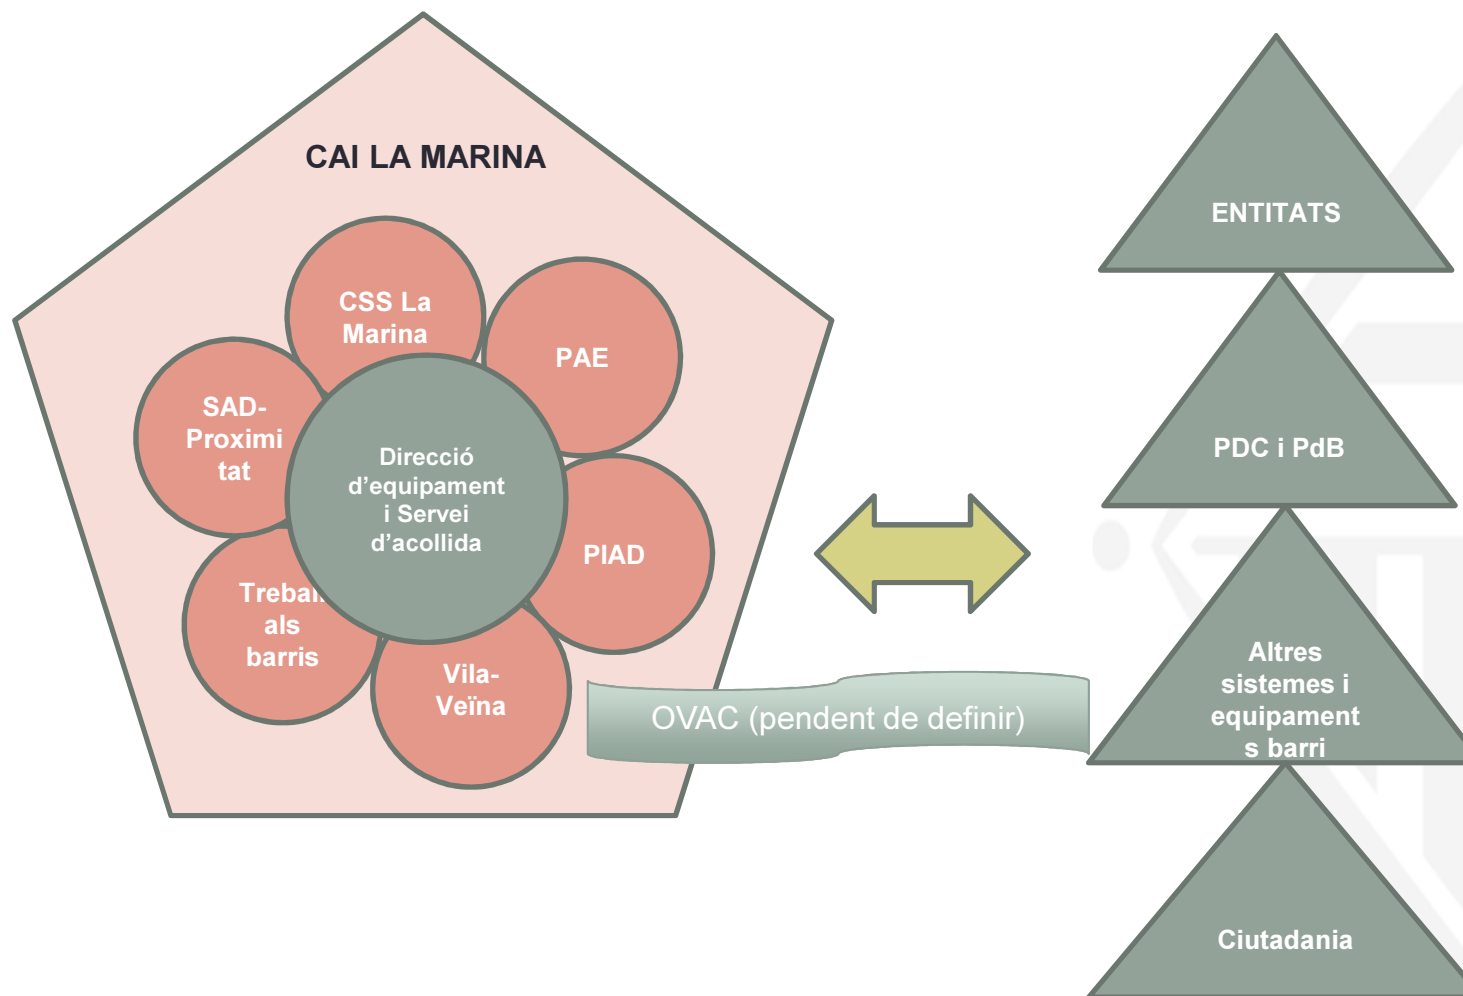 CAI LA MARINA
CSS La
Marina
PAE
SAD-
Proximi
tat
Direcció
d'equipament
i Servei
d'acollida
PIAD
Treball
als
barris
Vila-
Veïna
OVAC (pendent de definir)
ENTITATS
PDC i PdB
Altres
sistemes i
equipament
s barri
Ciutadania